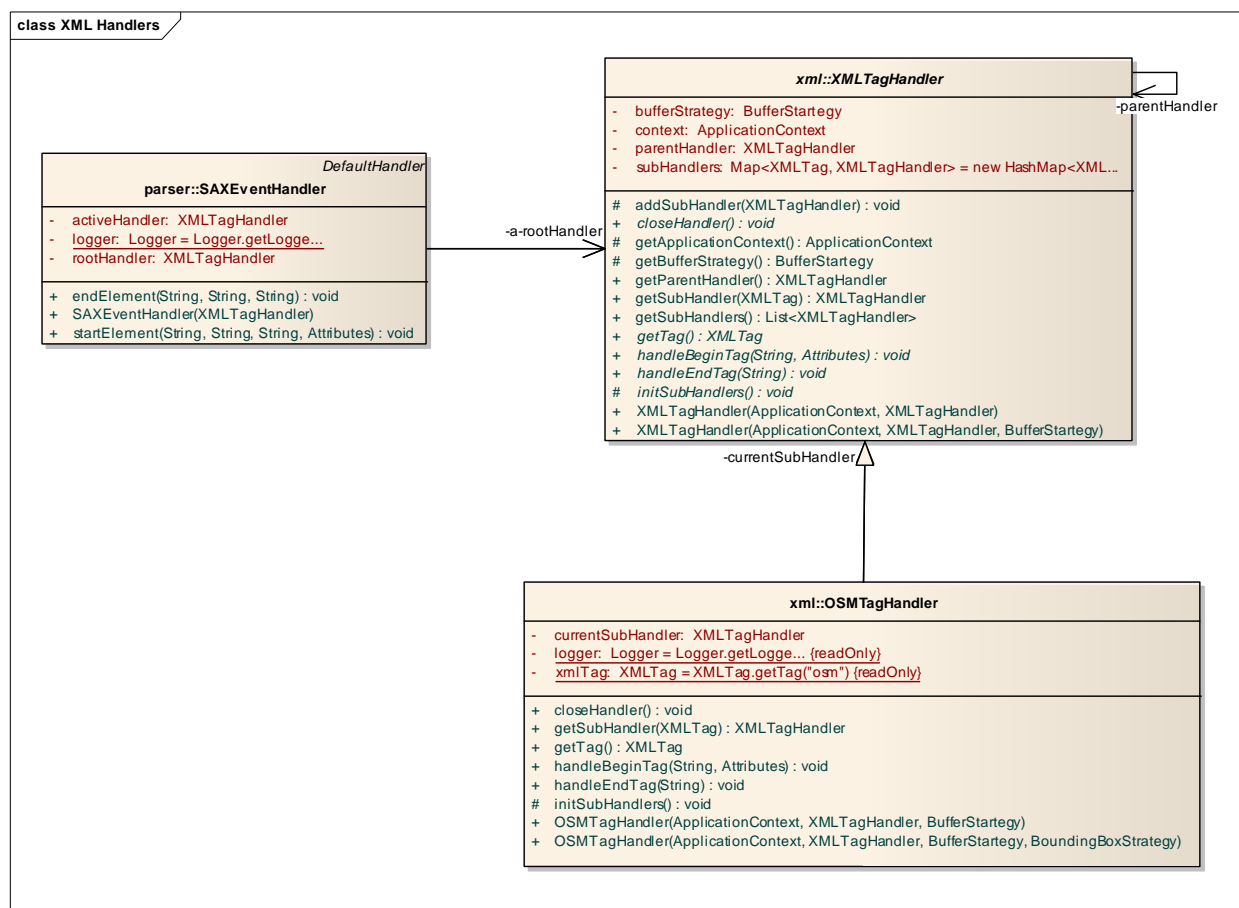 class XML Handlers
DefaultHandler
parser::SAXEventHandler
- activeHandler: XMLTagHandler
- logger: Logger = Logger.getLogge...
- rootHandler: XMLTagHandler
+ endElement(String, String, String) : void
+ SAXEventHandler(XMLTagHandler)
+ startElement(String, String, String, Attributes) : void
-a-rootHandler
xml::XMLTagHandler
- bufferStrategy: BufferStartegy
- context: ApplicationContext
- parentHandler: XMLTagHandler
- subHandlers: Map<XMLTag, XMLTagHandler> = new HashMap<XML...
# addSubHandler(XMLTagHandler) : void
+ closeHandler() : void
# getApplicationContext() : ApplicationContext
# getBufferStrategy() : BufferStartegy
+ getParentHandler() : XMLTagHandler
+ getSubHandler(XMLTag) : XMLTagHandler
+ getSubHandlers() : List<XMLTagHandler>
+ getTag() : XMLTag
+ handleBeginTag(String, Attributes) : void
+ handleEndTag(String) : void
# initSubHandlers() : void
+ XMLTagHandler(ApplicationContext, XMLTagHandler)
+ XMLTagHandler(ApplicationContext, XMLTagHandler, BufferStartegy)
-parentHandler
-currentSubHandler
xml::OSMTagHandler
- currentSubHandler: XMLTagHandler
- logger: Logger = Logger.getLogge... {readOnly}
- xmlTag: XMLTag = XMLTag.getTag("osm") {readOnly}
+ closeHandler() : void
+ getSubHandler(XMLTag) : XMLTagHandler
+ getTag() : XMLTag
+ handleBeginTag(String, Attributes) : void
+ handleEndTag(String) : void
# initSubHandlers() : void
+ OSMTagHandler(ApplicationContext, XMLTagHandler, BufferStartegy)
+ OSMTagHandler(ApplicationContext, XMLTagHandler, BufferStartegy, BoundingBoxStrategy)